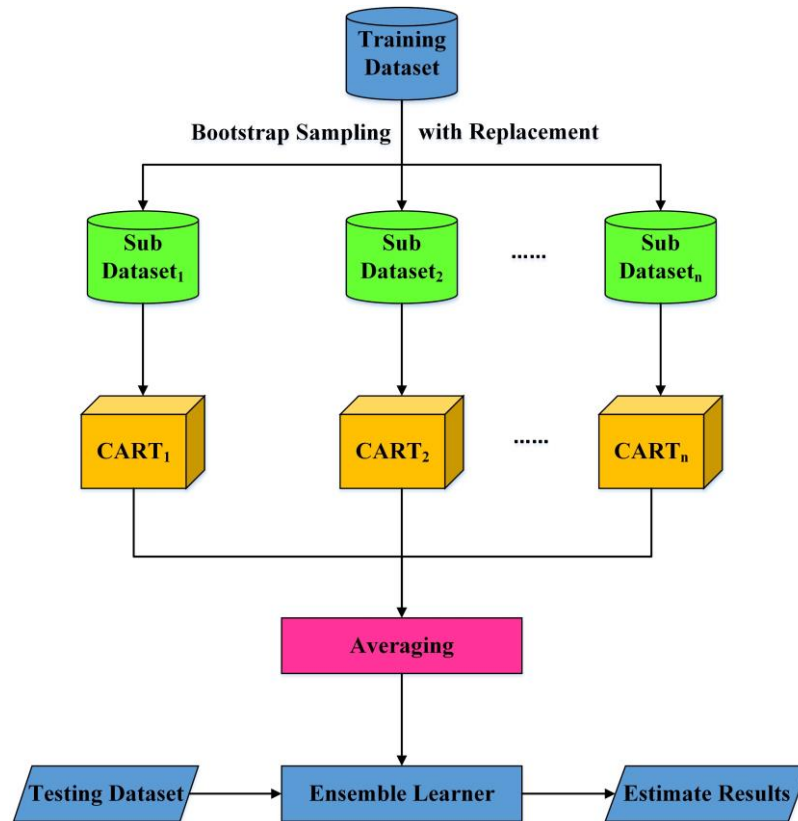 Training
Dataset
Bootstrap Sampling with Replacement
Sub
Dataset₁
Sub
Dataset₂
......
Sub
Datasetₙ
CART₁
CART₂
......
CARTₙ
Averaging
Testing Dataset
Ensemble Learner
Estimate Results